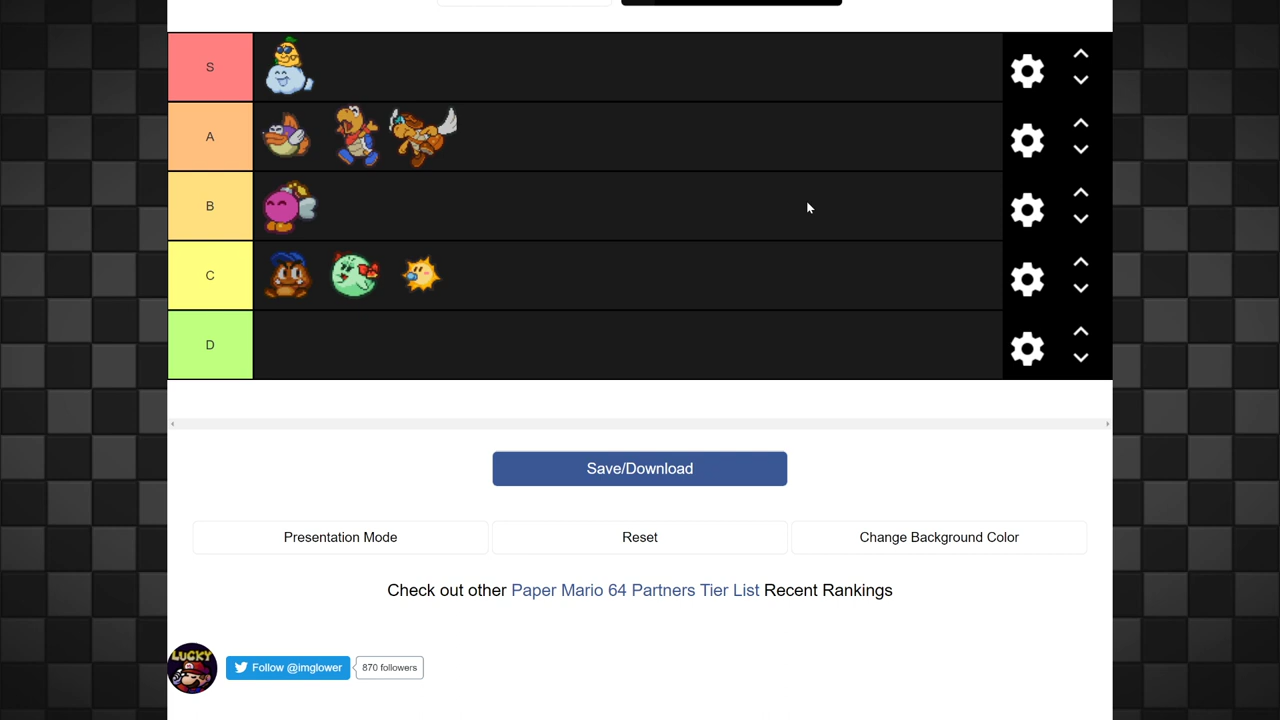 S
A
B
C
D
Save/Download
Presentation Mode Reset Change Background Color
Check out other Paper Mario 64 Partners Tier List Recent Rankings
LUCKY
Follow @imglower 870 followers